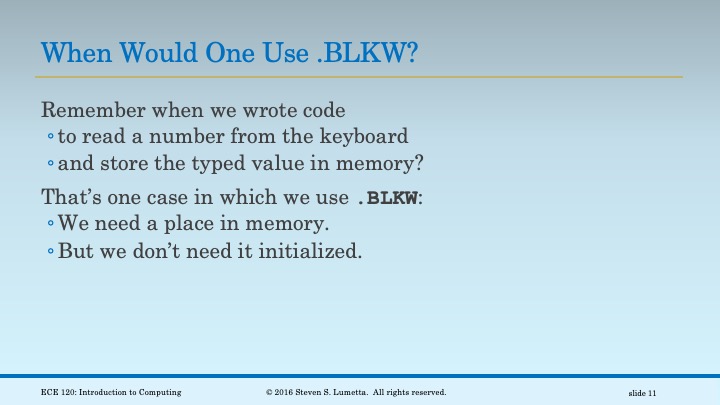 When Would One Use .BLKW?
Remember when we wrote code
◦to read a number from the keyboard
◦and store the typed value in memory?
That’s one case in which we use .BLKW:
◦We need a place in memory.
◦But we don’t need it initialized.
ECE 120: Introduction to Computing
© 2016 Steven S. Lumetta. All rights reserved.
slide 11